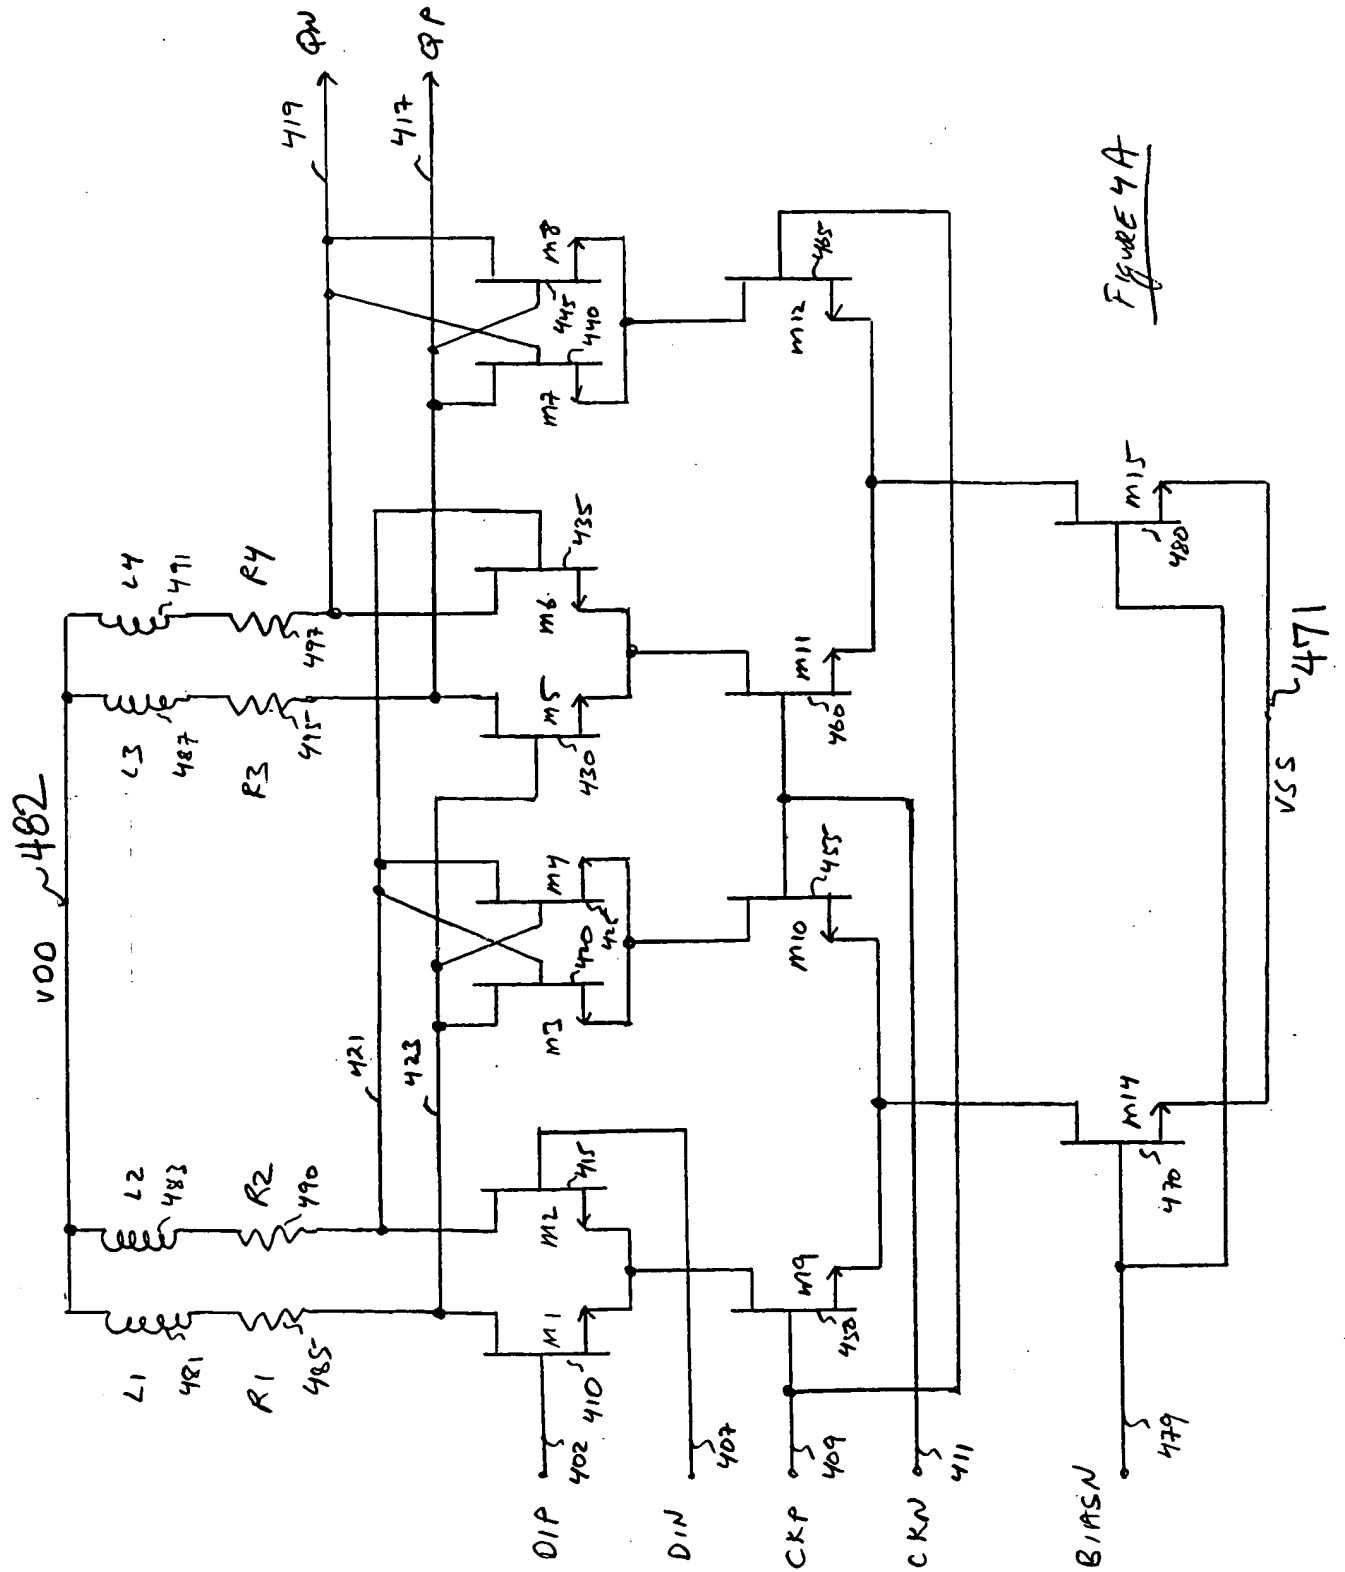 VDD 482
L1 481
L2 483
L3 487
L4 491
R1 485
R2 490
R3 495
R4 497
419 QN
417 QP
421
423
DIP 402
DIN 407
CKP 409
CKN 411
BIASN 479
M1 410
M2 415
M3 420
M4 425
M5 430
M6 435
M7 440
M8 445
M9 450
M10 455
M11 460
M12 465
M14 470
M15 480
VSS 471
FIGURE 4A